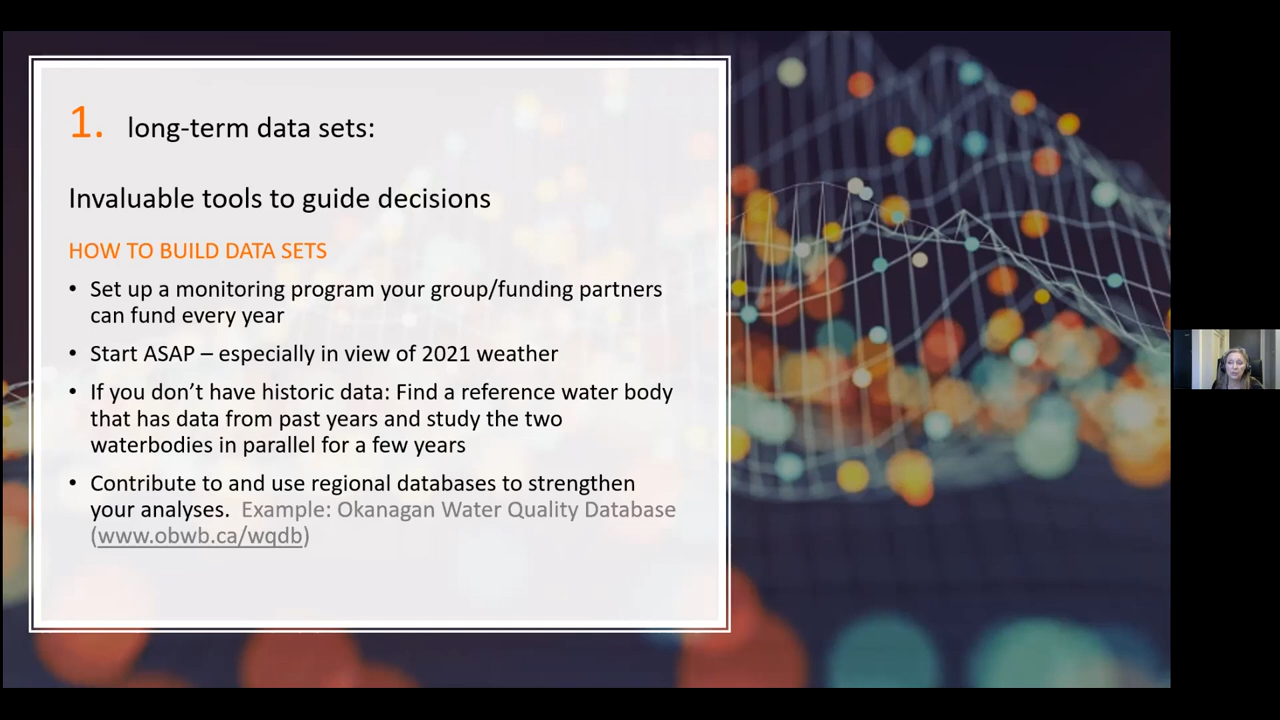 1. long-term data sets:
Invaluable tools to guide decisions
HOW TO BUILD DATA SETS
• Set up a monitoring program your group/funding partners
can fund every year
• Start ASAP – especially in view of 2021 weather
• If you don’t have historic data: Find a reference water body
that has data from past years and study the two
waterbodies in parallel for a few years
• Contribute to and use regional databases to strengthen
your analyses. Example: Okanagan Water Quality Database
(www.obwb.ca/wqdb)